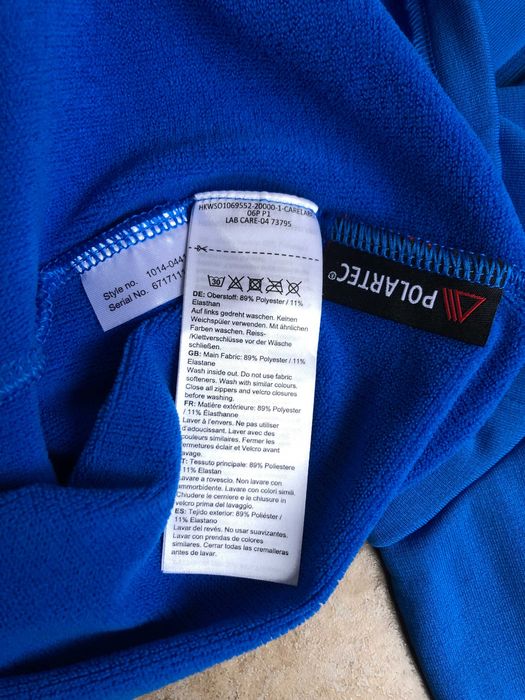 HKWSO1069552-20000-1-CARELABE
06P P1
LAB CARE-04 73795
Style no. 1014-0441
Serial No. 6717111
POLARTEC®
30
DE: Oberstoff: 89% Polyester / 11%
Elasthan
Auf links gedreht waschen. Keinen
Weichspüler verwenden. Mit ähnlichen
Farben waschen. Reiss-
/Klettverschlüsse vor der Wäsche
schließen.
GB: Main Fabric: 89% Polyester / 11%
Elastane
Wash inside out. Do not use fabric
softeners. Wash with similar colours.
Close all zippers and velcro closures
before washing.
FR: Matière extérieure: 89% Polyester
/ 11% Élasthanne
Laver à l'envers. Ne pas utiliser
d'adoucissant. Laver avec des
couleurs similaires. Fermer les
fermetures éclair et Velcro avant
lavage.
IT: Tessuto principale: 89% Poliestere
/ 11% Elastan
Lavare a rovescio. Non lavare con
ammorbidente. Lavare con colori simili.
Chiudere le cerniere e le chiusure in
velcro prima del lavaggio.
ES: Tejido exterior: 89% Poliéster /
11% Elastano
Lavar del revés. No usar suavizantes.
Lavar con prendas de colores
similares. Cerrar todas las cremalleras
antes de lavar.